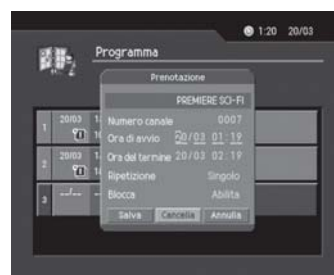 1:20 20/03
Programma
Prenotazione
PREMIERE SCI-FI
Numero canale 0007
Ora di avvio 20/03 01:19
Ora del termine 20/03 02:19
Ripetizione Singolo
Blocca Abilita
Salva Cancella Annulla
1 20/03
2 20/03
3 --/--